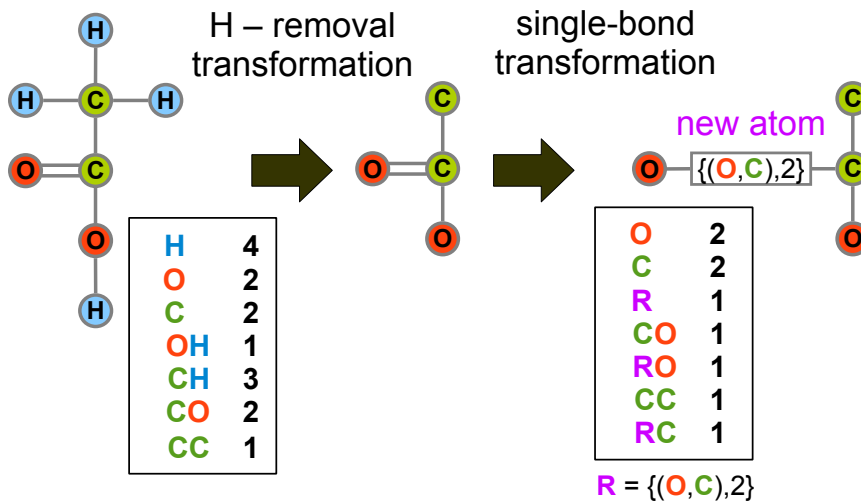 H – removal
transformation
single-bond
transformation
H
H C H
O C
O
H
H 4
O 2
C 2
OH 1
CH 3
CO 2
CC 1
C
O C
O
new atom
C
O {(O,C),2} C
O
O 2
C 2
R 1
CO 1
RO 1
CC 1
RC 1
R = {(O,C),2}